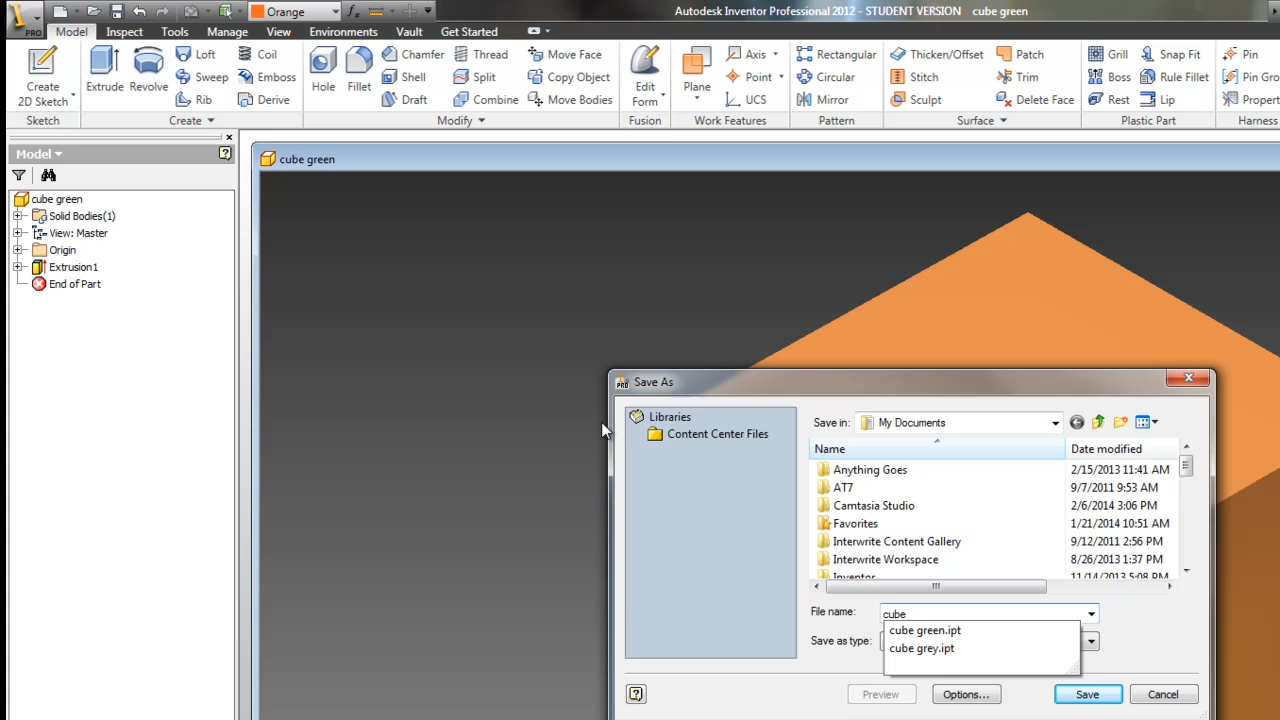 PRO
Orange
Autodesk Inventor Professional 2012 - STUDENT VERSION cube green
Model Inspect Tools Manage View Environments Vault Get Started
Create
2D Sketch
Extrude Revolve
Loft
Sweep
Rib
Coil
Emboss
Derive
Hole Fillet
Chamfer
Shell
Draft
Thread
Split
Combine
Move Face
Copy Object
Move Bodies
Edit
Form
Plane
Axis
Point
UCS
Rectangular
Circular
Mirror
Thicken/Offset
Stitch
Sculpt
Patch
Trim
Delete Face
Grill
Boss
Rest
Snap Fit
Rule Fillet
Lip
Pin
Pin Gro
Propert
Sketch Create Modify Fusion Work Features Pattern Surface Plastic Part Harness
Model
cube green
Solid Bodies(1)
View: Master
Origin
Extrusion1
End of Part
cube green
PRO
Save As
Libraries
Content Center Files
Save in: My Documents
Name Date modified
Anything Goes 2/15/2013 11:41 AM
AT7 9/7/2011 9:53 AM
Camtasia Studio 2/6/2014 3:06 PM
Favorites 1/21/2014 10:51 AM
Interwrite Content Gallery 9/12/2011 2:56 PM
Interwrite Workspace 8/26/2013 1:37 PM
Inventor 11/14/2013 5:08 PM
File name: cube
cube green.ipt
Save as type:
cube grey.ipt
Preview Options... Save Cancel